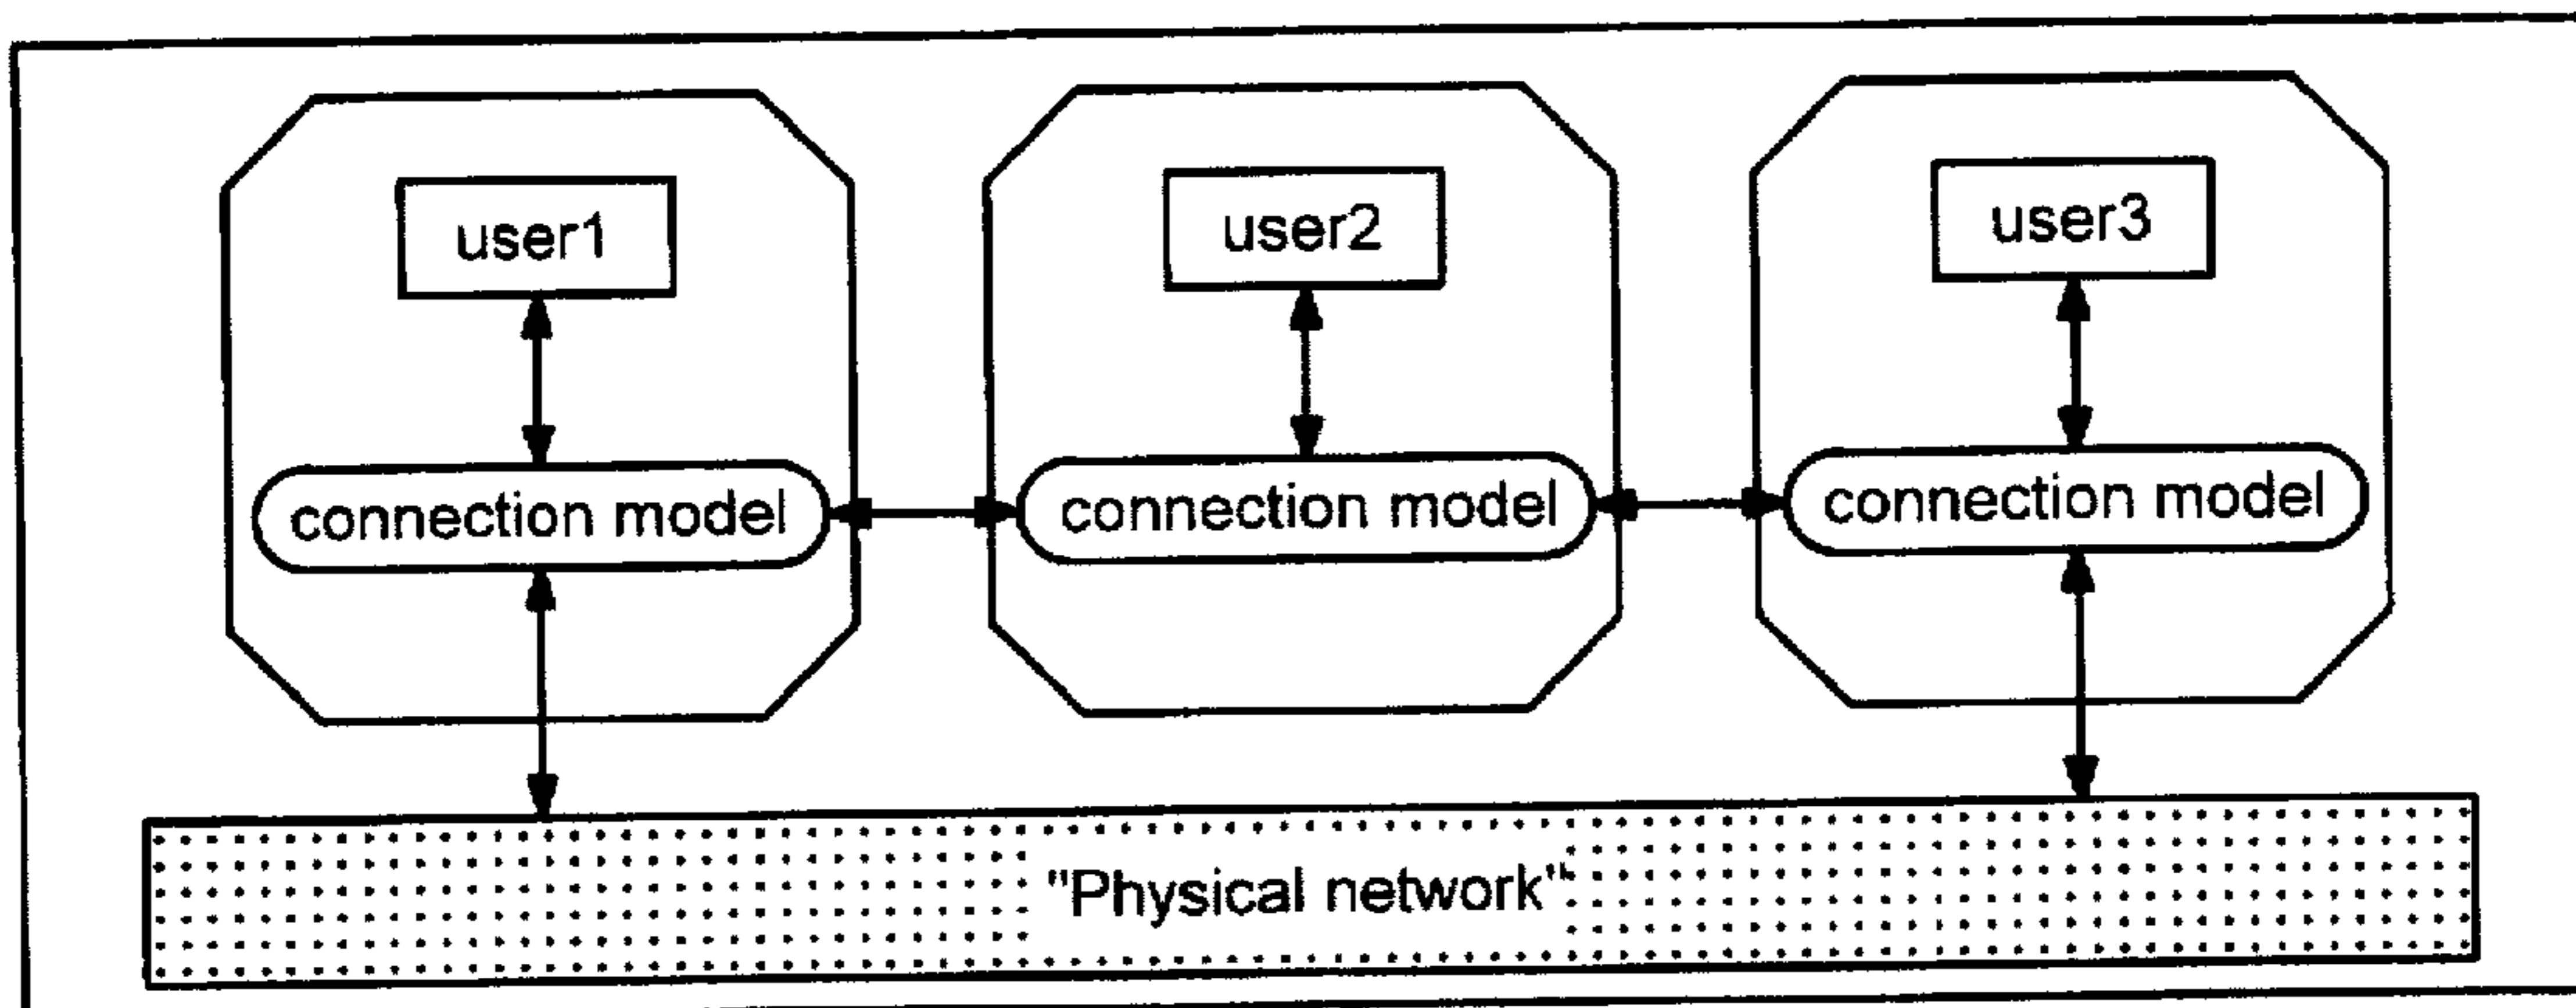 user1
user2
user3
connection model
connection model
connection model
"Physical network"